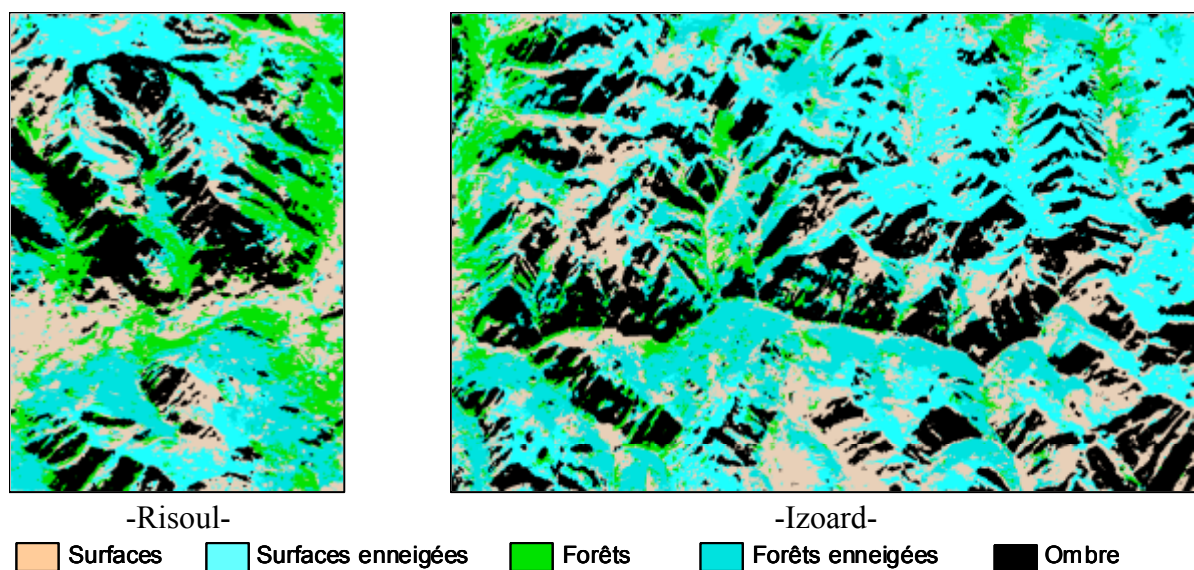 -Risoul-
-Izoard-
Surfaces
Surfaces enneigées
Forêts
Forêts enneigées
Ombre